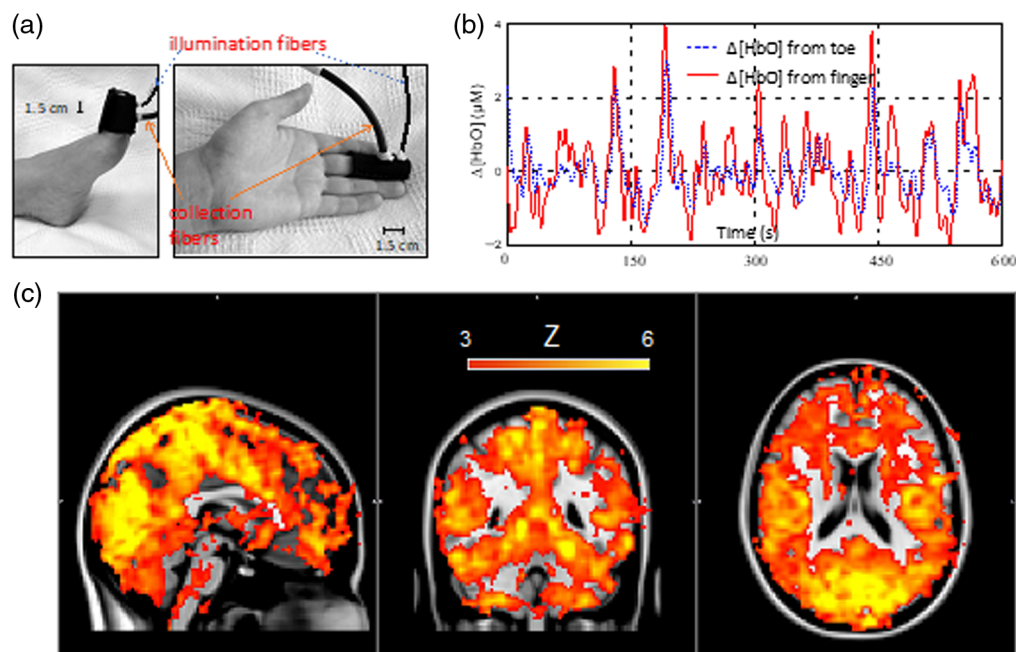 (a)
illumination fibers
1.5 cm
collection
fibers
1.5 cm
(b)
Δ[HbO] from toe
Δ[HbO] from finger
Δ[HbO] (μM)
4
2
0
−2
Time (s)
0
150
300
450
600
(c)
3
Z
6